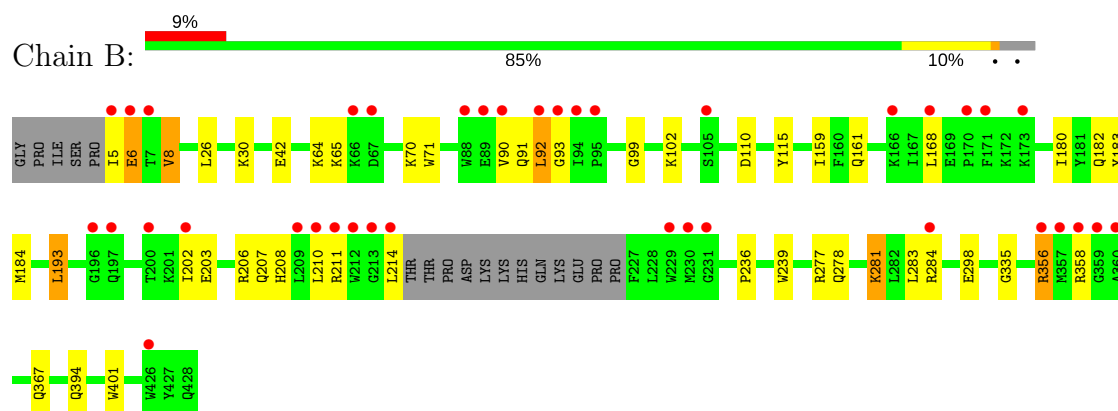 9%
Chain B:
85%
10%
• •
GLY PRO ILE SER PRO I5 E6 T7 V8 L26 K30 E42 K64 K65 K66 D67 K70 W71 W88 E89 V90 Q91 L92 G93 I94 P95 G99 K102 S105 D110 Y115 I159 F160 Q161 K166 I167 L168 E169 P170 F171 K172 K173 I180 Y181 Q182 Y183
M184 L193 G196 Q197 T200 K201 I202 E203 R206 Q207 H208 L209 L210 R211 W212 G213 L214 THR THR PRO ASP LYS LYS HIS GLN LYS GLU PRO PRO F227 L228 W229 M230 G231 P236 W239 R277 Q278 K281 L282 L283 R284 E298 G335 R356 M357 R358 G359 A360
Q367 Q394 W401 W426 Y427 Q428